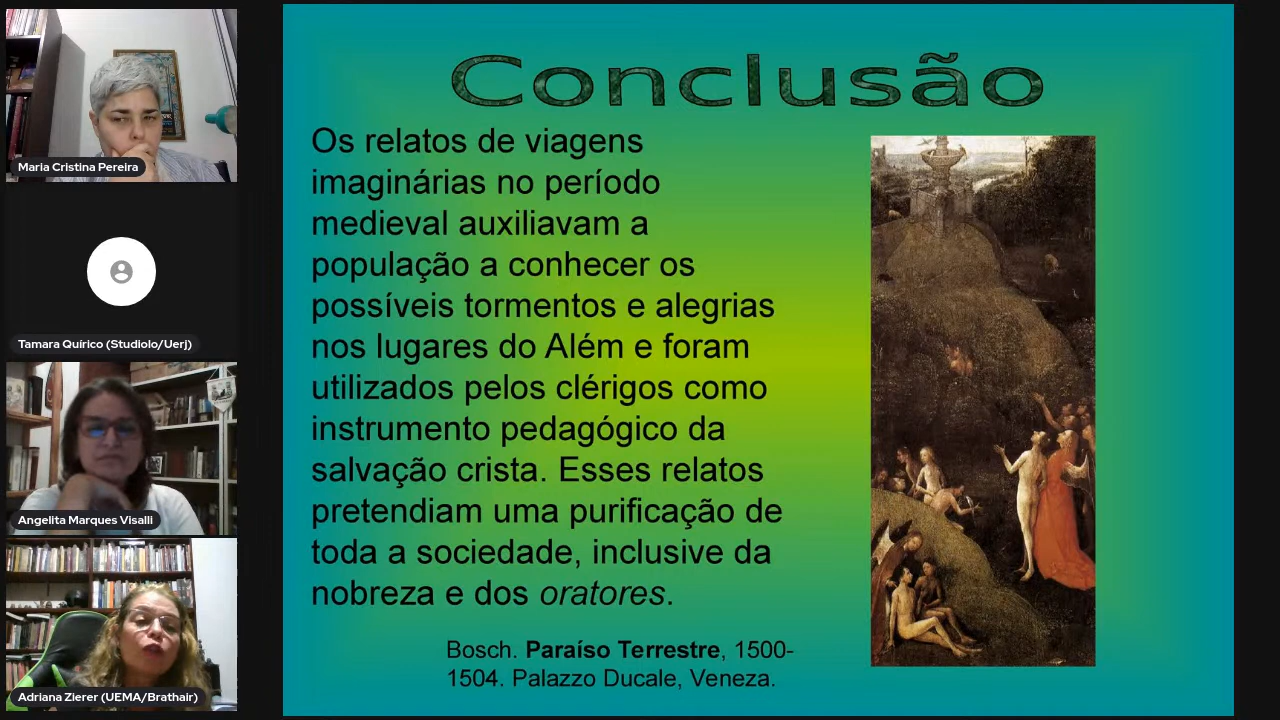 Conclusão
Os relatos de viagens
imaginárias no período
medieval auxiliavam a
população a conhecer os
possíveis tormentos e alegrias
nos lugares do Além e foram
utilizados pelos clérigos como
instrumento pedagógico da
salvação crista. Esses relatos
pretendiam uma purificação de
toda a sociedade, inclusive da
nobreza e dos oratores.
Bosch. Paraíso Terrestre, 1500-
1504. Palazzo Ducale, Veneza.
Maria Cristina Pereira
Tamara Quírico (Studiolo/Uerj)
Angelita Marques Visalli
Adriana Zierer (UEMA/Brathair)